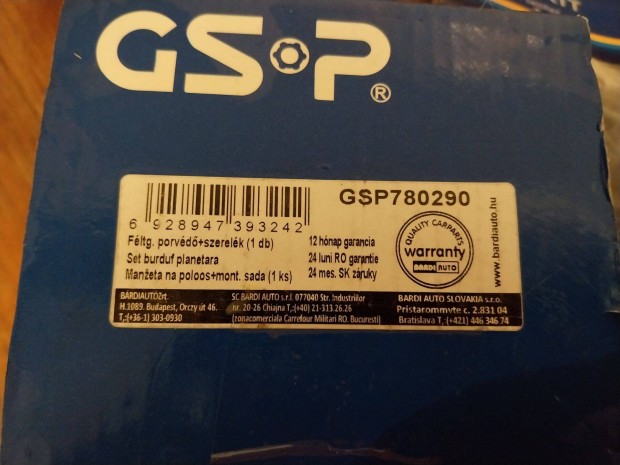 GSP®
GSP780290
6 928947 393242
Féltg. porvédő+szerelék (1 db)
Set burduf planetara
Manžeta na poloos+mont. sada (1 ks)
12 hónap garancia
24 luni RO garantie
24 mes. SK záruky
QUALITY CARPARTS
warranty
BARDI AUTO
www.bardiauto.hu
BÁRDIAUTÓZrt.
H.1089. Budapest, Orczy út 46.
T.:(+36-1) 303-0930
SC BARDI AUTO s.r.l. 077040 Str. Industriilor
nr. 20-26 Chiajna T.:(+40) 21-313.26.26
(zonacomerciala Carrefour Militari RO. Bucuresti)
BARDI AUTO SLOVAKIA s.r.o.
Pristarommytve c. 2.831 04
Bratislava T.: (+421) 446 346 74